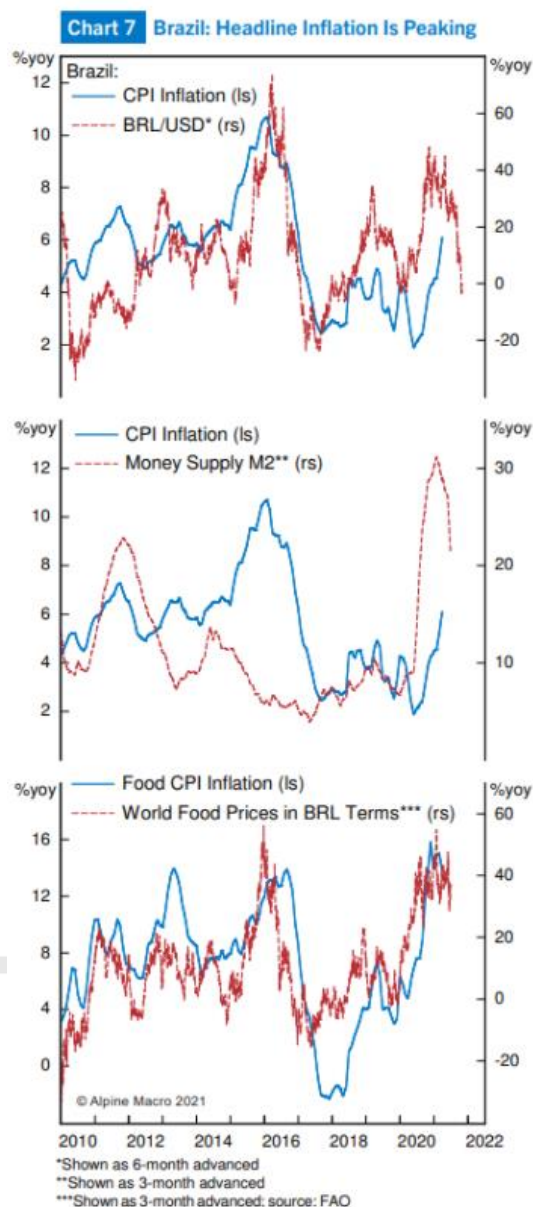 Chart 7 Brazil: Headline Inflation Is Peaking
%yoy %yoy
Brazil:
CPI Inflation (ls)
BRL/USD* (rs)
12
10
8
6
4
2
60
40
20
0
-20
%yoy %yoy
CPI Inflation (ls)
Money Supply M2** (rs)
12
10
8
6
4
2
30
20
10
%yoy %yoy
Food CPI Inflation (ls)
World Food Prices in BRL Terms*** (rs)
16
12
8
4
0
60
40
20
0
-20
© Alpine Macro 2021
2010 2012 2014 2016 2018 2020 2022
*Shown as 6-month advanced
**Shown as 3-month advanced
***Shown as 3-month advanced; source: FAO